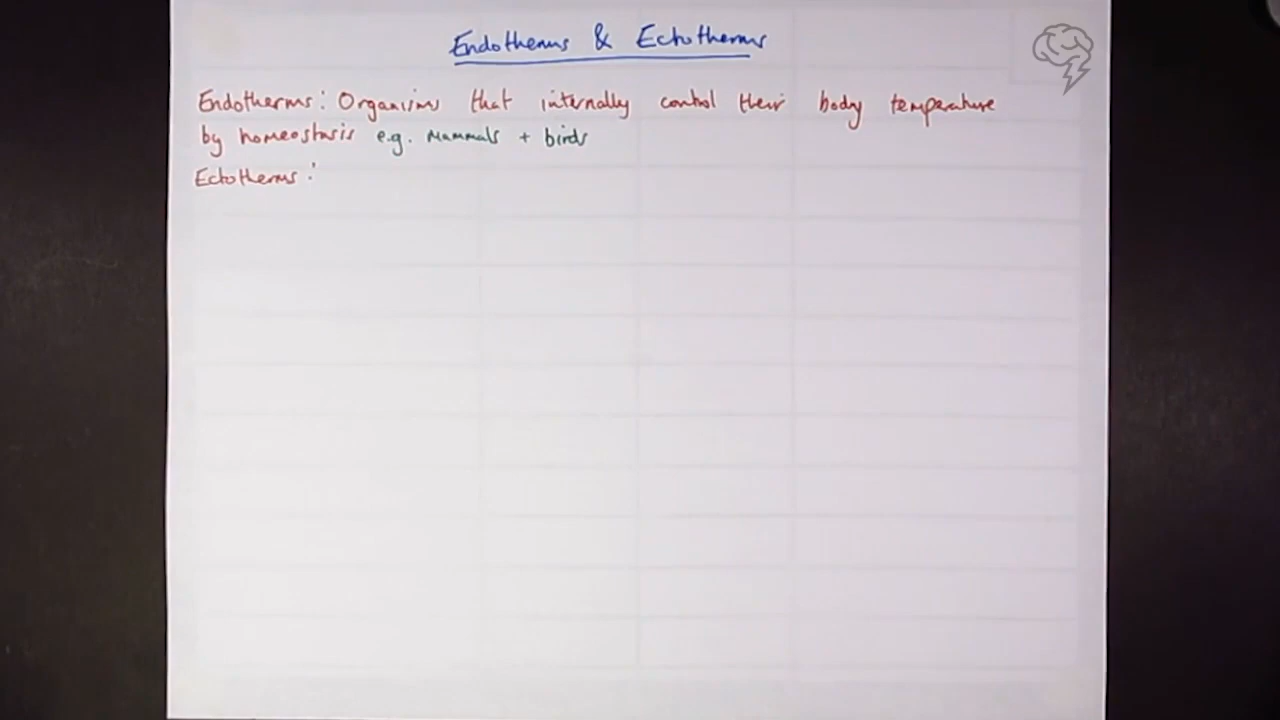 Endotherms & Ectotherms
Endotherms: Organisms that internally control their body temperature
by homeostasis e.g. Mammals + birds
Ectotherms: